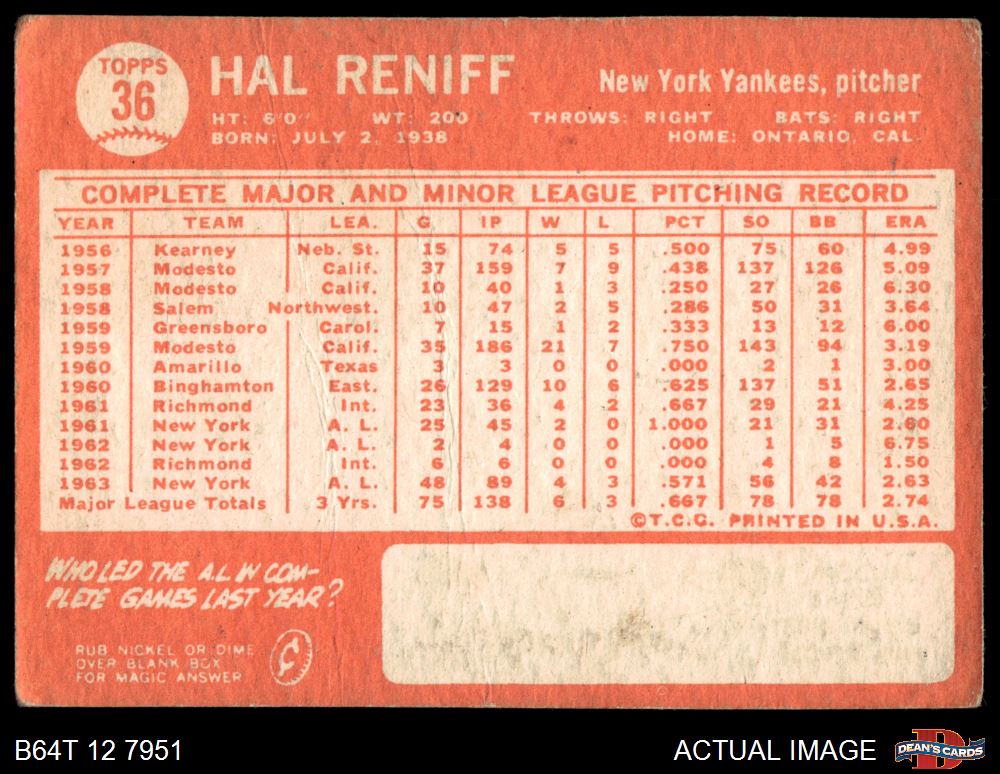 TOPPS
36
HAL RENIFF
New York Yankees, pitcher
HT: 6'0" WT: 200 THROWS: RIGHT BATS: RIGHT
BORN: JULY 2, 1938 HOME: ONTARIO, CAL.
COMPLETE MAJOR AND MINOR LEAGUE PITCHING RECORD
YEAR TEAM LEA. G IP W L PCT SO BB ERA
1956 Kearney Neb. St. 15 74 5 5 .500 75 60 4.99
1957 Modesto Calif. 37 159 7 9 .438 137 126 5.09
1958 Modesto Calif. 10 40 1 3 .250 27 26 6.30
1958 Salem Northwest. 10 47 2 5 .286 50 31 3.64
1959 Greensboro Carol. 7 15 1 2 .333 13 12 6.00
1959 Modesto Calif. 35 186 21 7 .750 143 94 3.19
1960 Amarillo Texas 3 3 0 0 .000 2 1 3.00
1960 Binghamton East. 26 129 10 6 .625 137 51 2.65
1961 Richmond Int. 23 36 4 2 .667 29 21 4.25
1961 New York A. L. 25 45 2 0 1.000 21 31 2.60
1962 New York A. L. 2 4 0 0 .000 1 5 6.75
1962 Richmond Int. 6 6 0 0 .000 4 8 1.50
1963 New York A. L. 48 89 4 3 .571 56 42 2.63
Major League Totals 3 Yrs. 75 138 6 3 .667 78 78 2.74
©T.C.G. PRINTED IN U.S.A.
WHO LED THE A.L IN COM-
PLETE GAMES LAST YEAR?
RUB NICKEL OR DIME
OVER BLANK BOX
FOR MAGIC ANSWER
¢
B64T 12 7951
ACTUAL IMAGE
D
DEAN'S CARDS